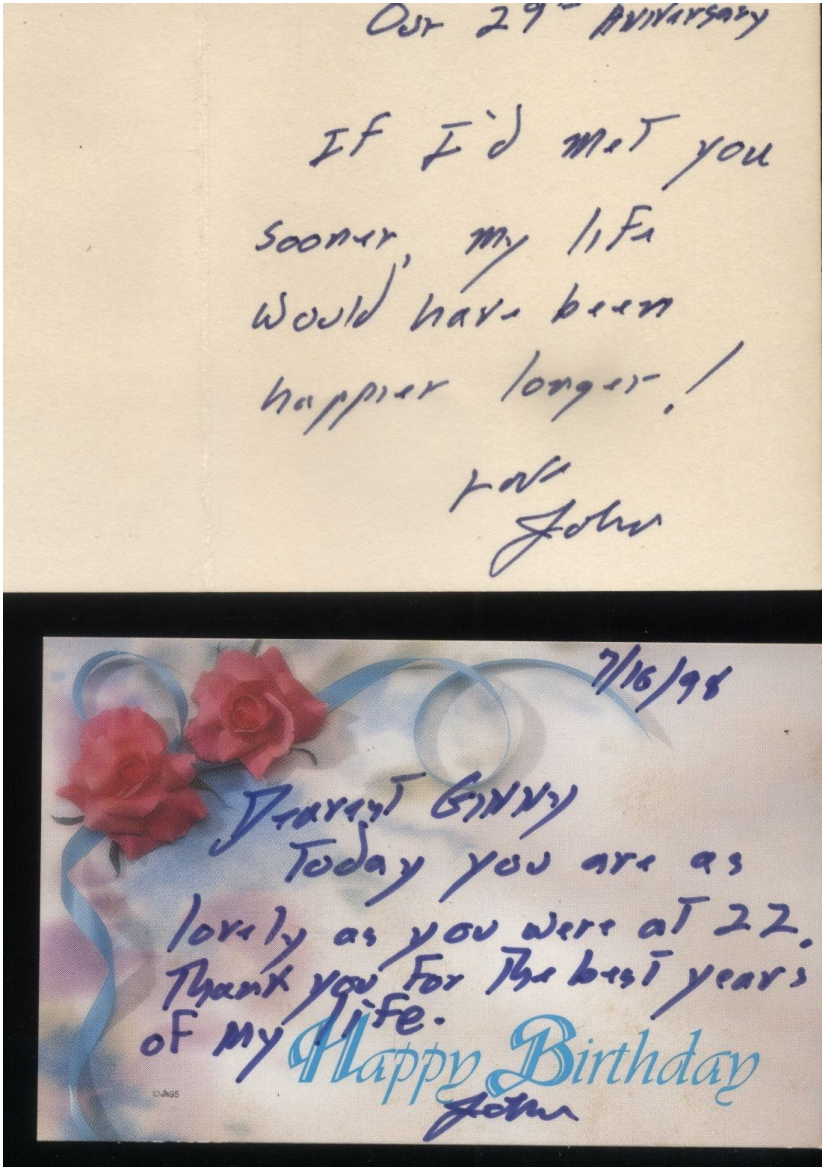 Our 29th Aniversary
If I'd met you
sooner, my life
would have been
happier longer!
Love
John
7/16/98
Dearest Ginny
Today you are as
lovely as you were at 22.
Thank you for the best years
of my life.
Happy Birthday
John